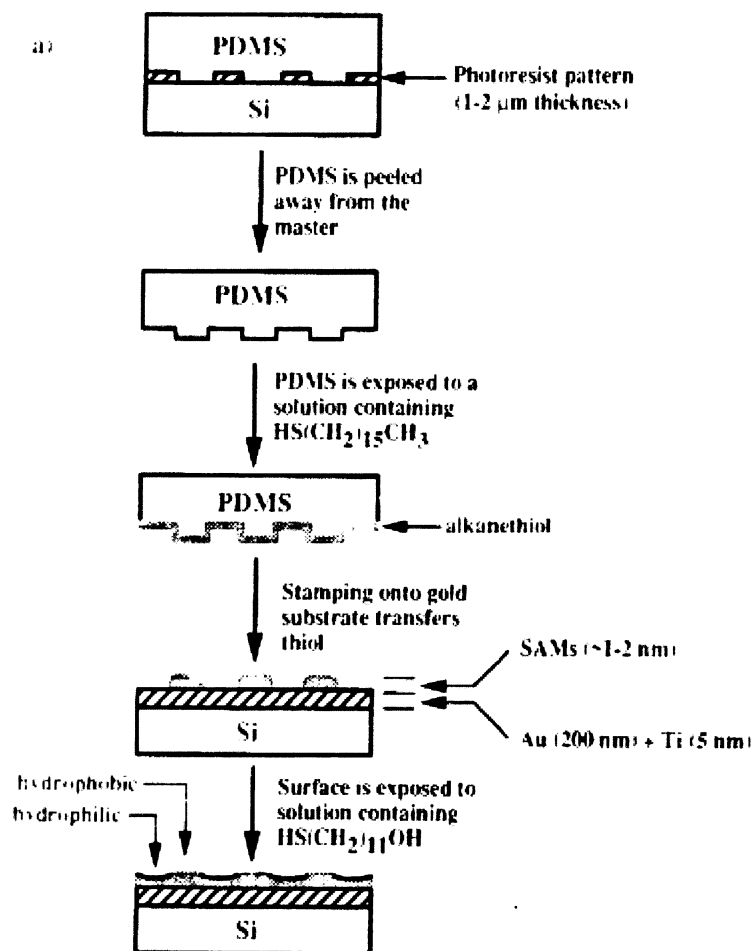 a)
PDMS
Photoresist pattern
(1-2 µm thickness)
Si
PDMS is peeled
away from the
master
PDMS
PDMS is exposed to a
solution containing
HS(CH2)15CH3
PDMS
alkanethiol
Stamping onto gold
substrate transfers
thiol
SAMs (~1-2 nm)
Si
Au (200 nm) + Ti (5 nm)
hydrophobic
hydrophilic
Surface is exposed to
solution containing
HS(CH2)11OH
Si